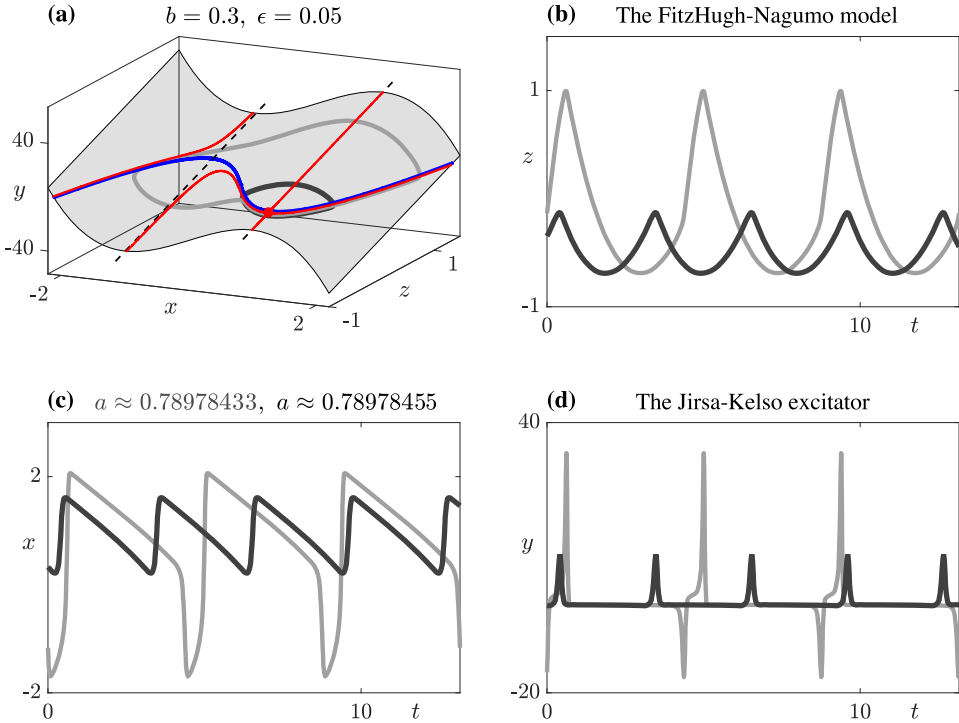 (a) b = 0.3, ϵ = 0.05
40
y
-40
-2
x
2
-1
z
1
(b) The FitzHugh-Nagumo model
1
z
-1
0
10
t
(c) a ≈ 0.78978433, a ≈ 0.78978455
2
x
-2
0
10
t
(d) The Jirsa-Kelso excitator
40
y
-20
0
10
t